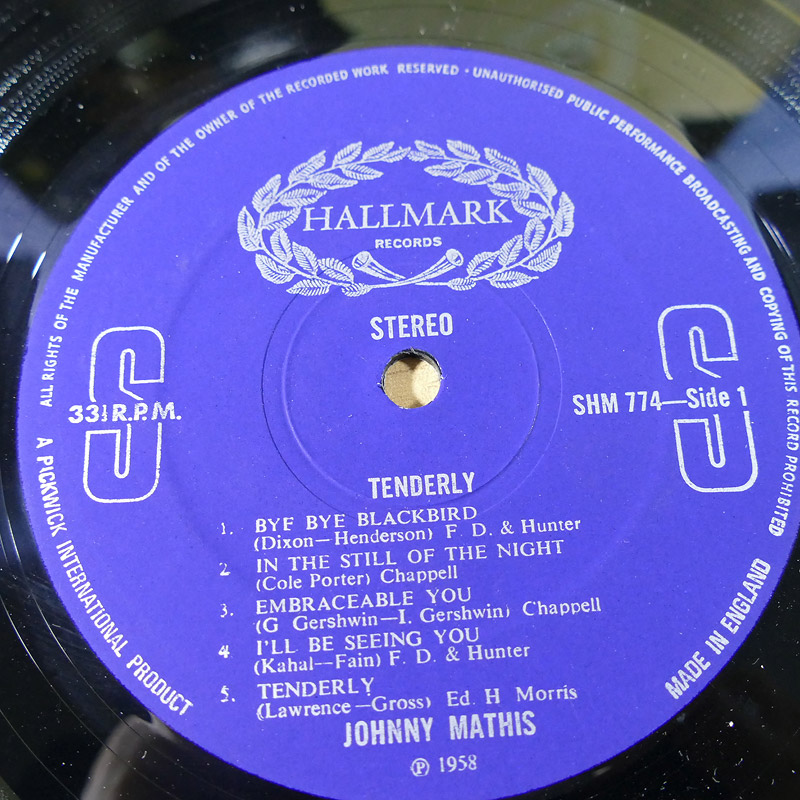 ALL RIGHTS OF THE MANUFACTURER AND OF THE OWNER OF THE RECORDED WORK RESERVED · UNAUTHORISED PUBLIC PERFORMANCE BROADCASTING AND COPYING OF THIS RECORD PROHIBITED
HALLMARK
RECORDS
STEREO
33⅓ R.P.M.
SHM 774—Side 1
TENDERLY
1. BYF BYE BLACKBIRD
(Dixon—Henderson) F. D. & Hunter
2 IN THE STILL OF THE NIGHT
(Cole Porter) Chappell
3. EMBRACEABLE YOU
(G Gershwin—I. Gershwin) Chappell
4 I'LL BE SEEING YOU
(Kahal—Fain) F. D. & Hunter
5. TENDERLY
(Lawrence—Gross) Ed. H Morris
JOHNNY MATHIS
℗ 1958
A PICKWICK INTERNATIONAL PRODUCT
MADE IN ENGLAND